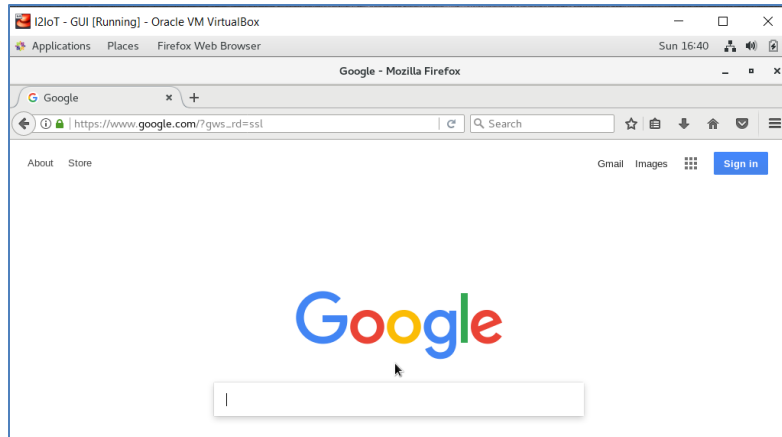 I2IoT - GUI [Running] - Oracle VM VirtualBox
Applications Places Firefox Web Browser Sun 16:40
Google - Mozilla Firefox
G Google
https://www.google.com/?gws_rd=ssl Search
About Store Gmail Images Sign in
Google